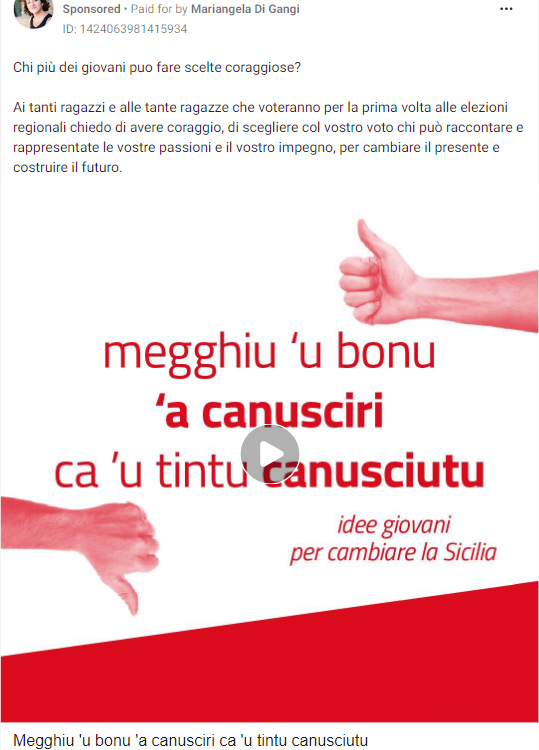 Sponsored • Paid for by Mariangela Di Gangi
ID: 1424063981415934
Chi più dei giovani puo fare scelte coraggiose?
Ai tanti ragazzi e alle tante ragazze che voteranno per la prima volta alle elezioni
regionali chiedo di avere coraggio, di scegliere col vostro voto chi può raccontare e
rappresentate le vostre passioni e il vostro impegno, per cambiare il presente e
costruire il futuro.
megghiu ‘u bonu
‘a canusciri
ca ’u tintu canusciutu
idee giovani
per cambiare la Sicilia
Megghiu 'u bonu 'a canusciri ca 'u tintu canusciutu